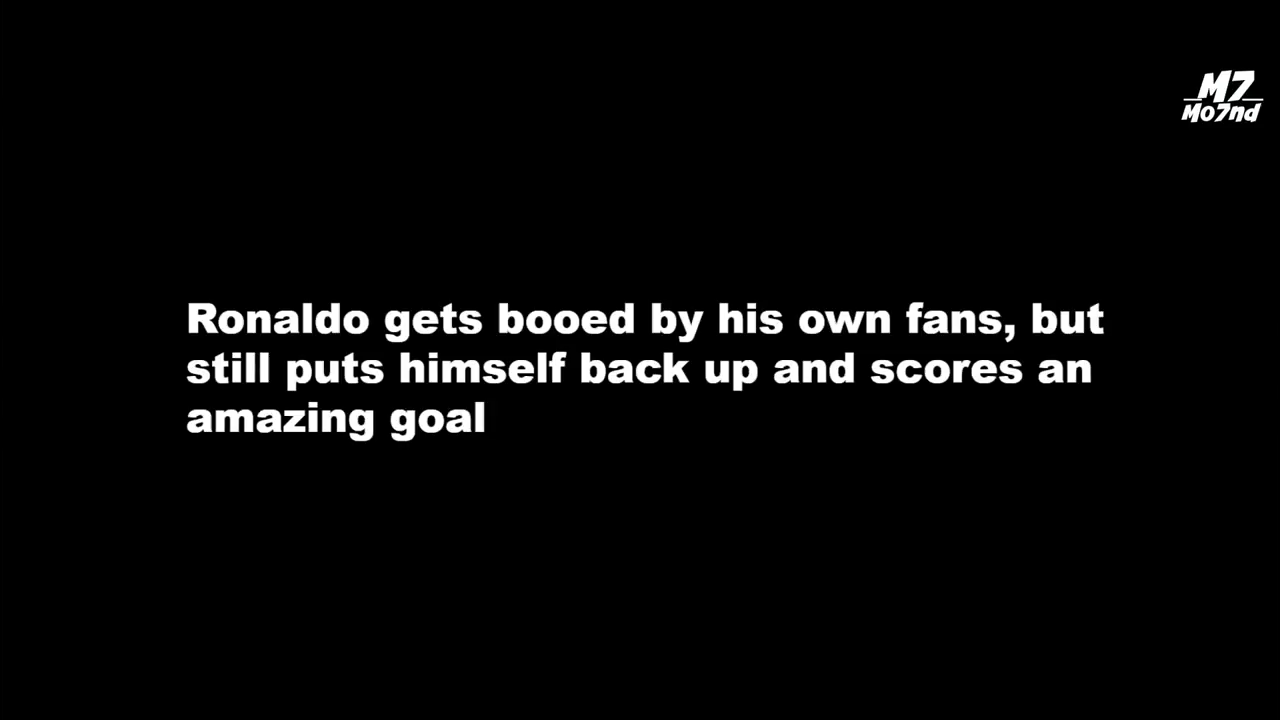 M7
Mo7nd
Ronaldo gets booed by his own fans, but
still puts himself back up and scores an
amazing goal